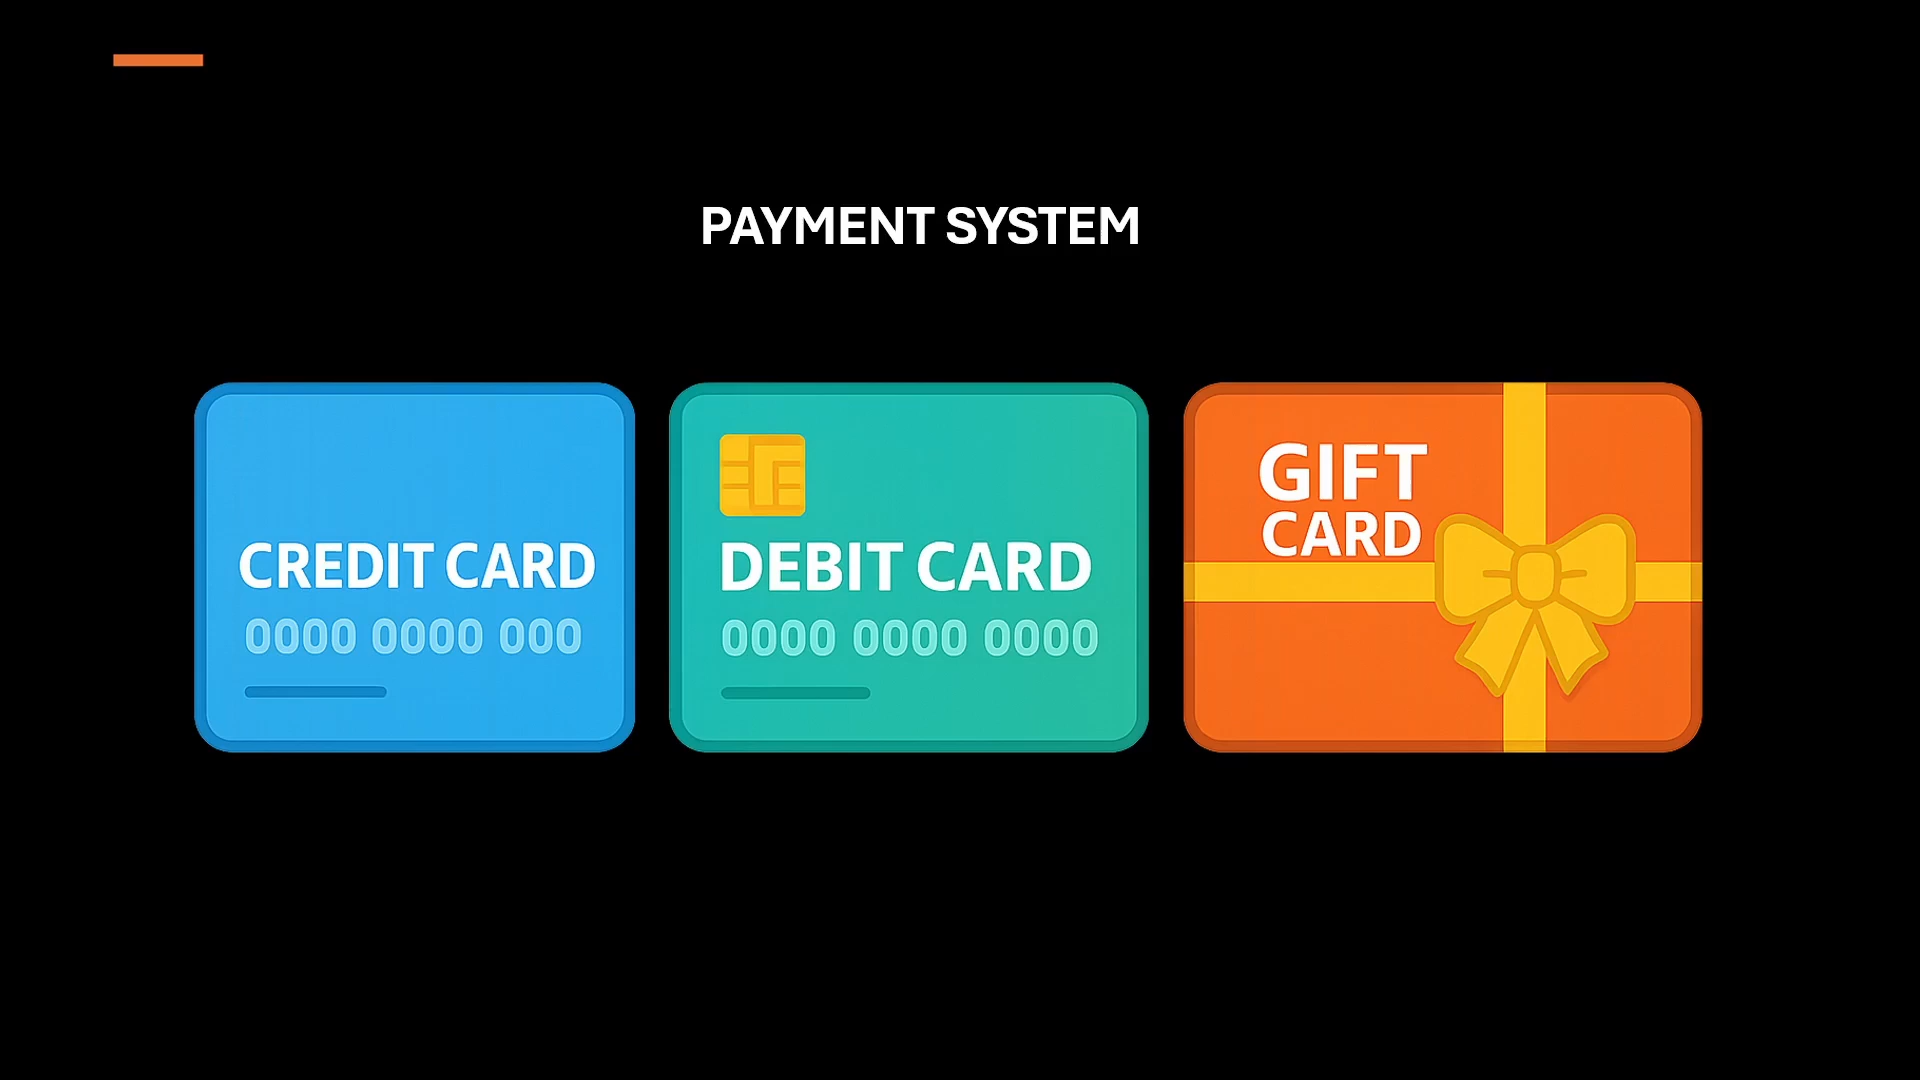 PAYMENT SYSTEM
CREDIT CARD
0000 0000 000
DEBIT CARD
0000 0000 0000
GIFT
CARD